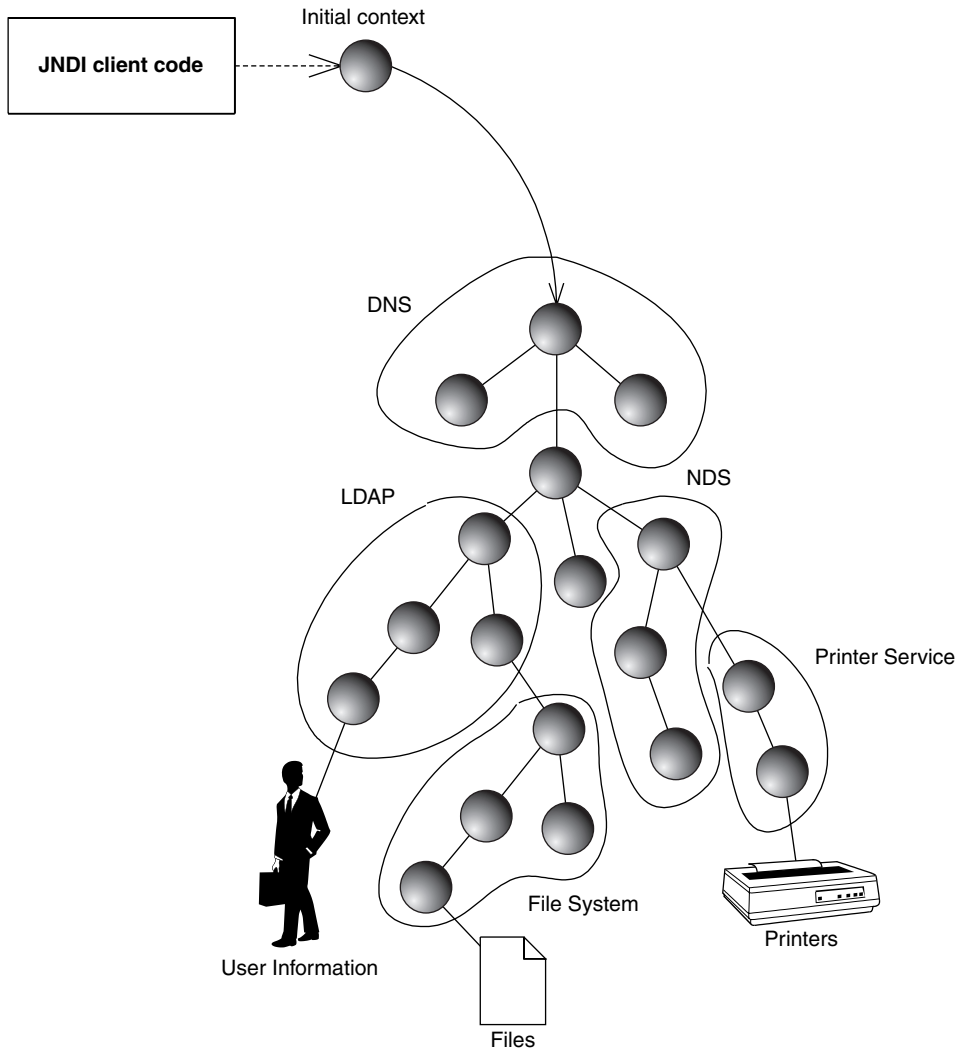 Initial context
JNDI client code
DNS
NDS
LDAP
Printer Service
File System
Printers
User Information
Files